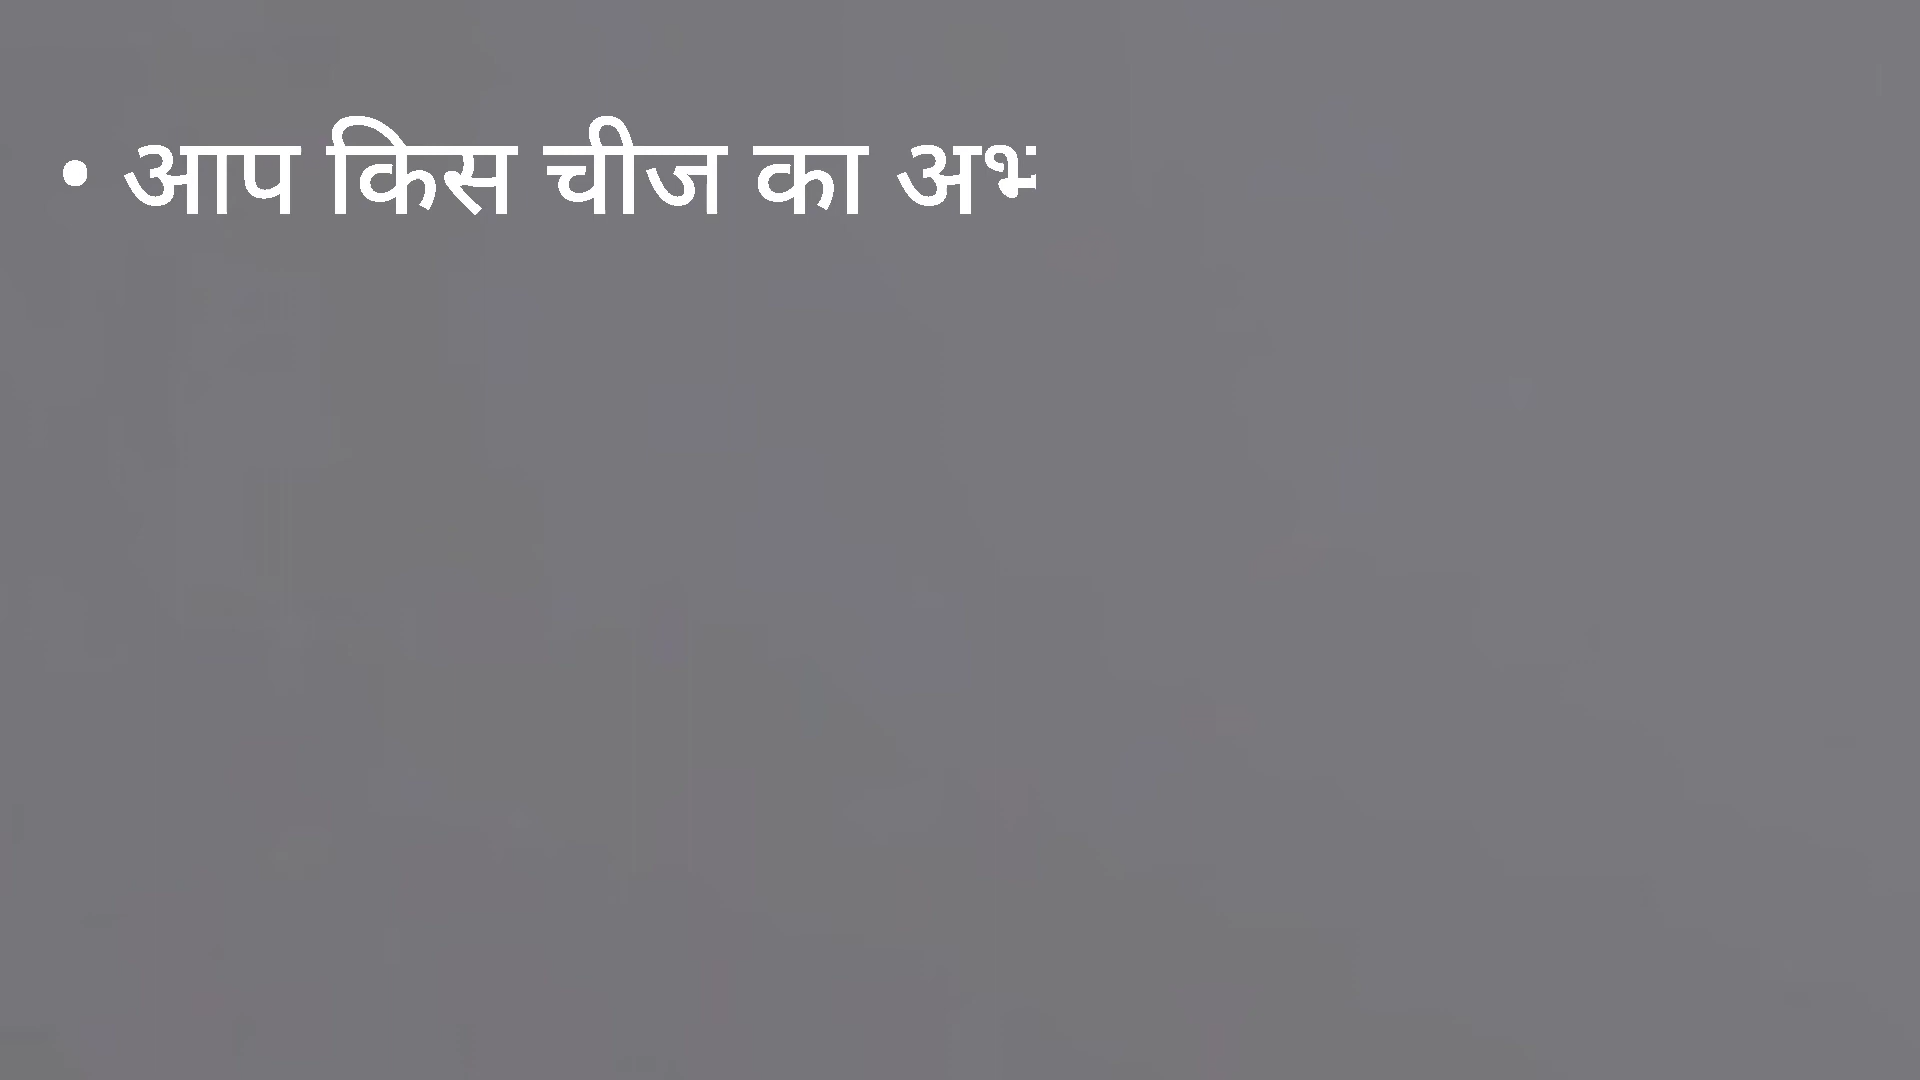 • आप किस चीज का